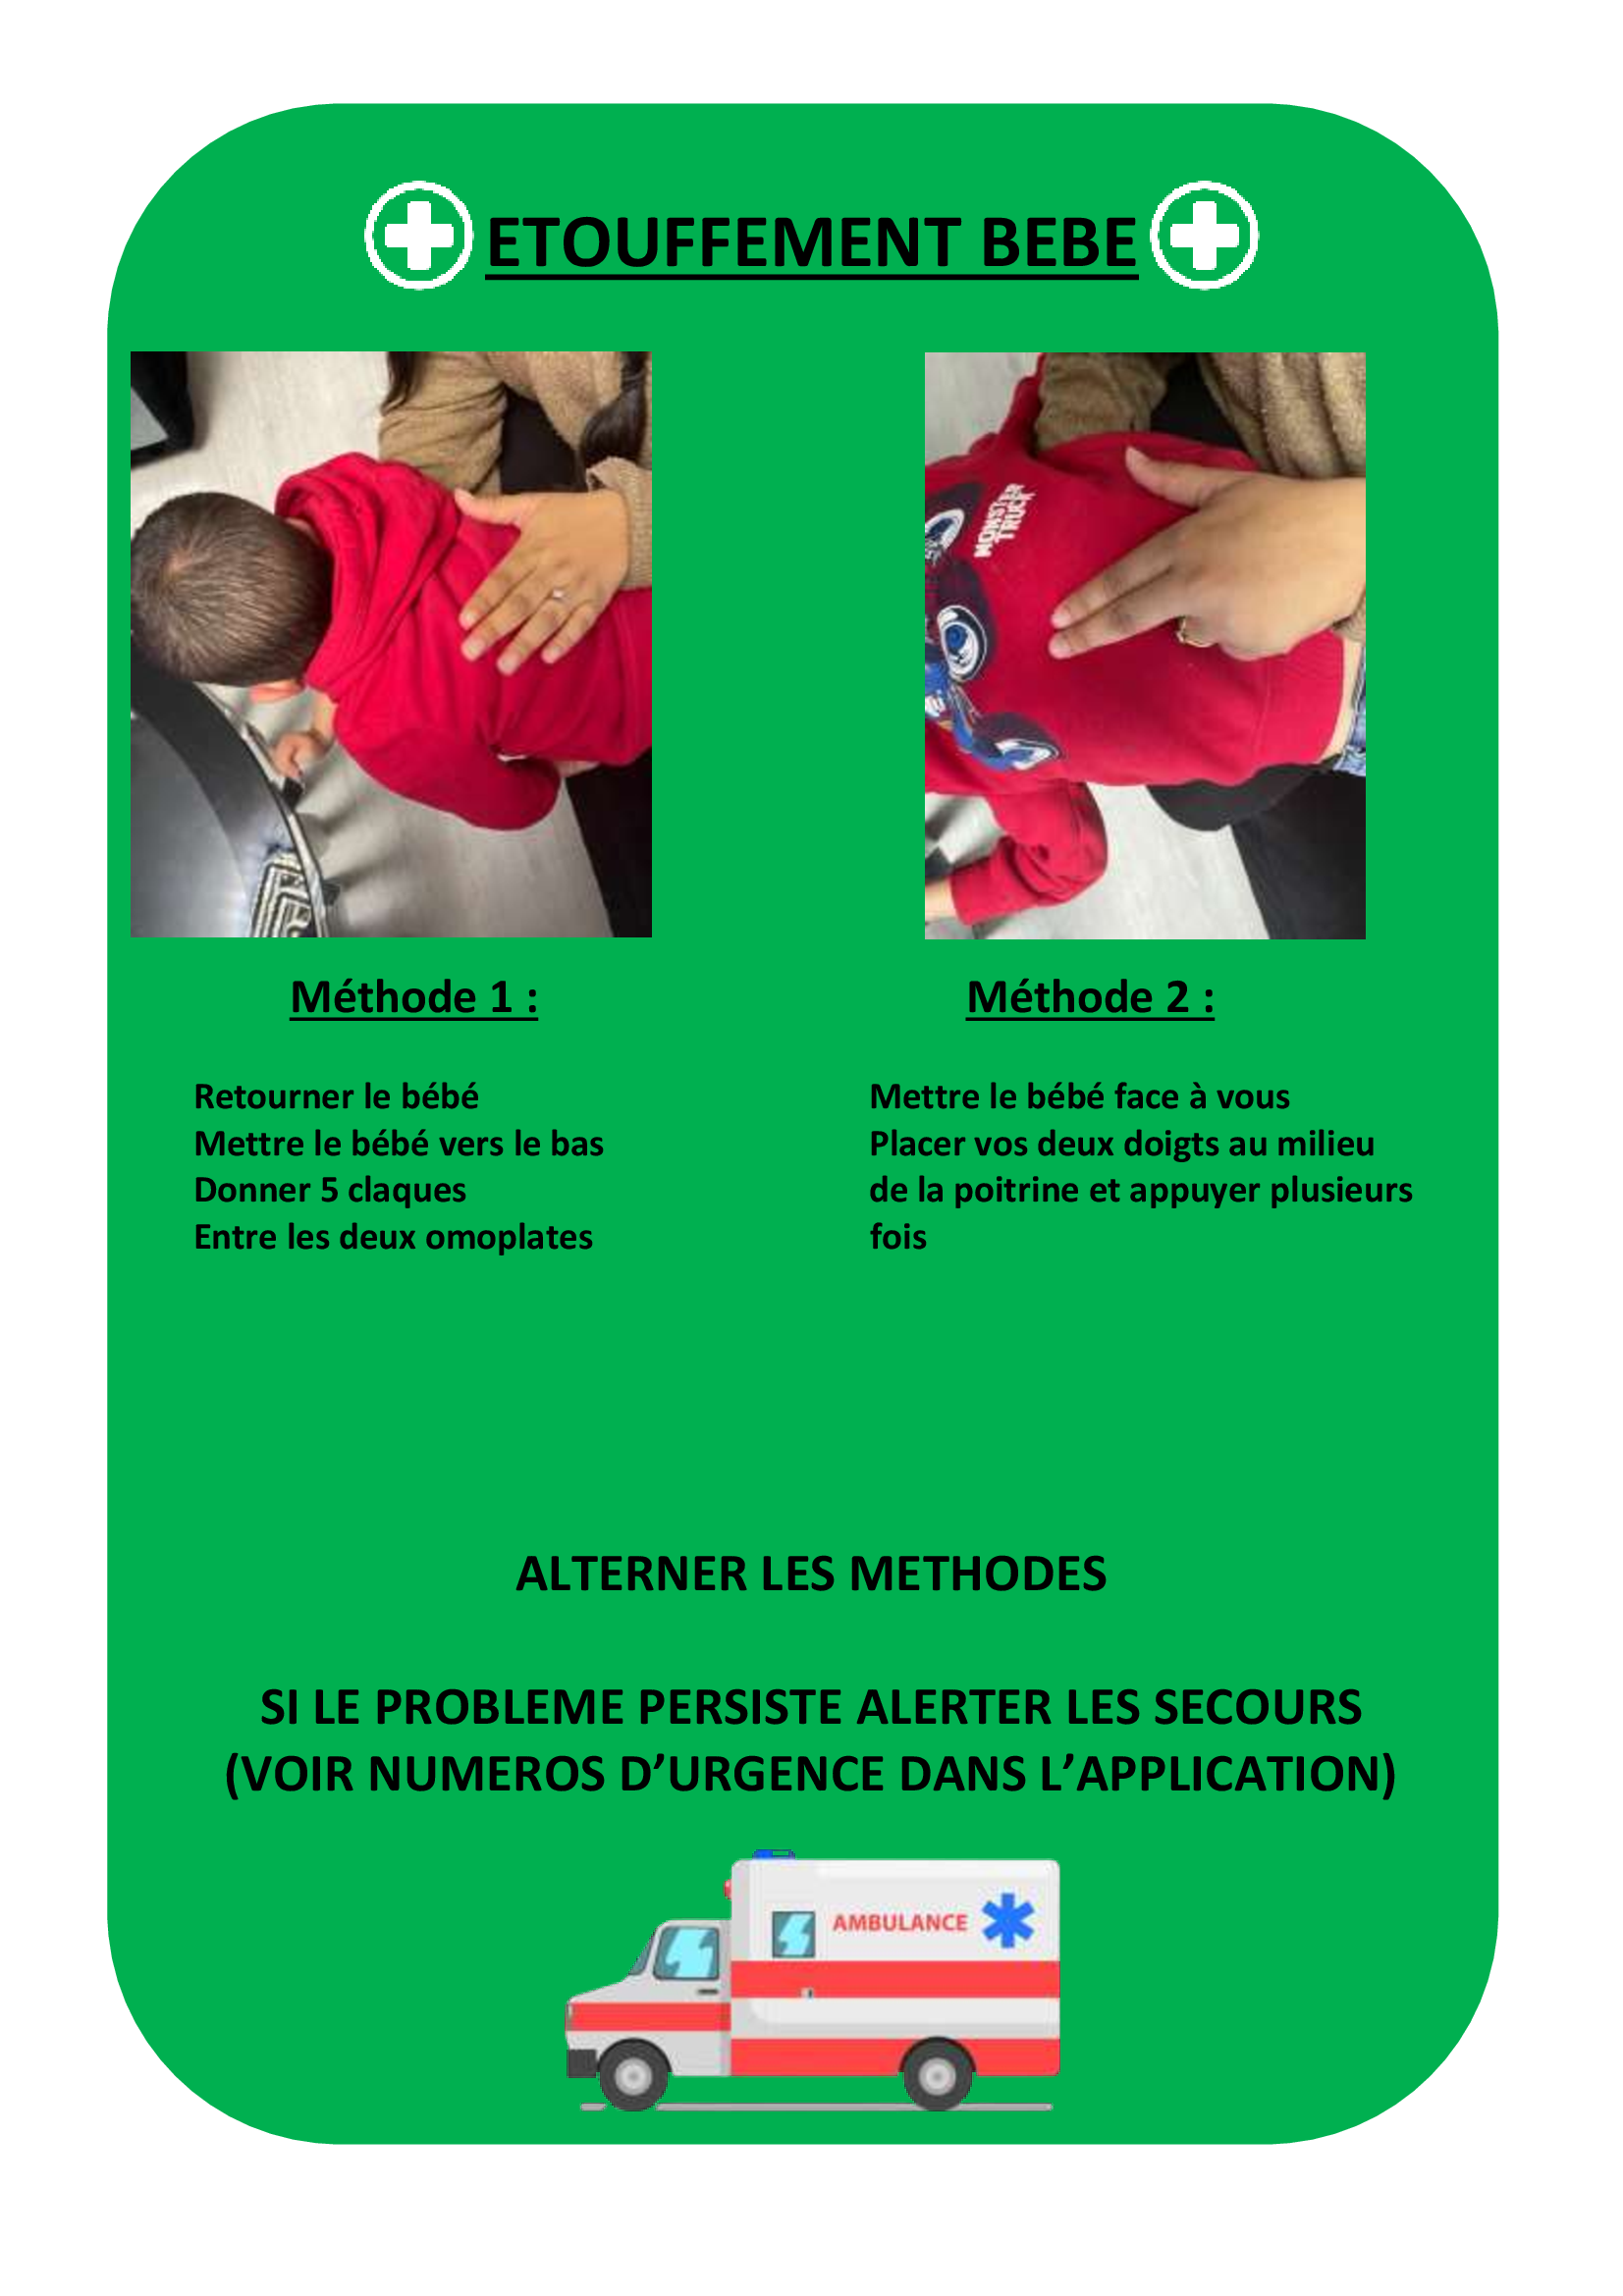 ETOUFFEMENT BEBE
MONSTER
TRUCK
Méthode 1 :
Retourner le bébé
Mettre le bébé vers le bas
Donner 5 claques
Entre les deux omoplates
Méthode 2 :
Mettre le bébé face à vous
Placer vos deux doigts au milieu
de la poitrine et appuyer plusieurs
fois
ALTERNER LES METHODES
SI LE PROBLEME PERSISTE ALERTER LES SECOURS
(VOIR NUMEROS D’URGENCE DANS L’APPLICATION)
AMBULANCE